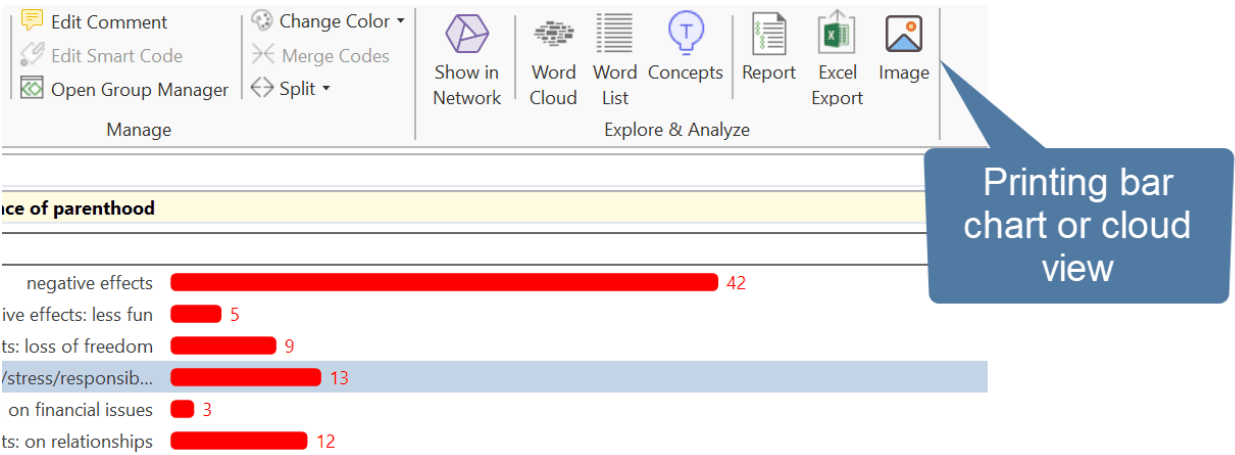 Edit Comment
Edit Smart Code
Open Group Manager
Manage
Change Color
Merge Codes
Split
Show in
Network
Word
Cloud
Word
List
Concepts
Report
Excel
Export
Image
Explore & Analyze
Printing bar
chart or cloud
view
ce of parenthood
negative effects 42
ive effects: less fun 5
ts: loss of freedom 9
/stress/responsib... 13
on financial issues 3
ts: on relationships 12